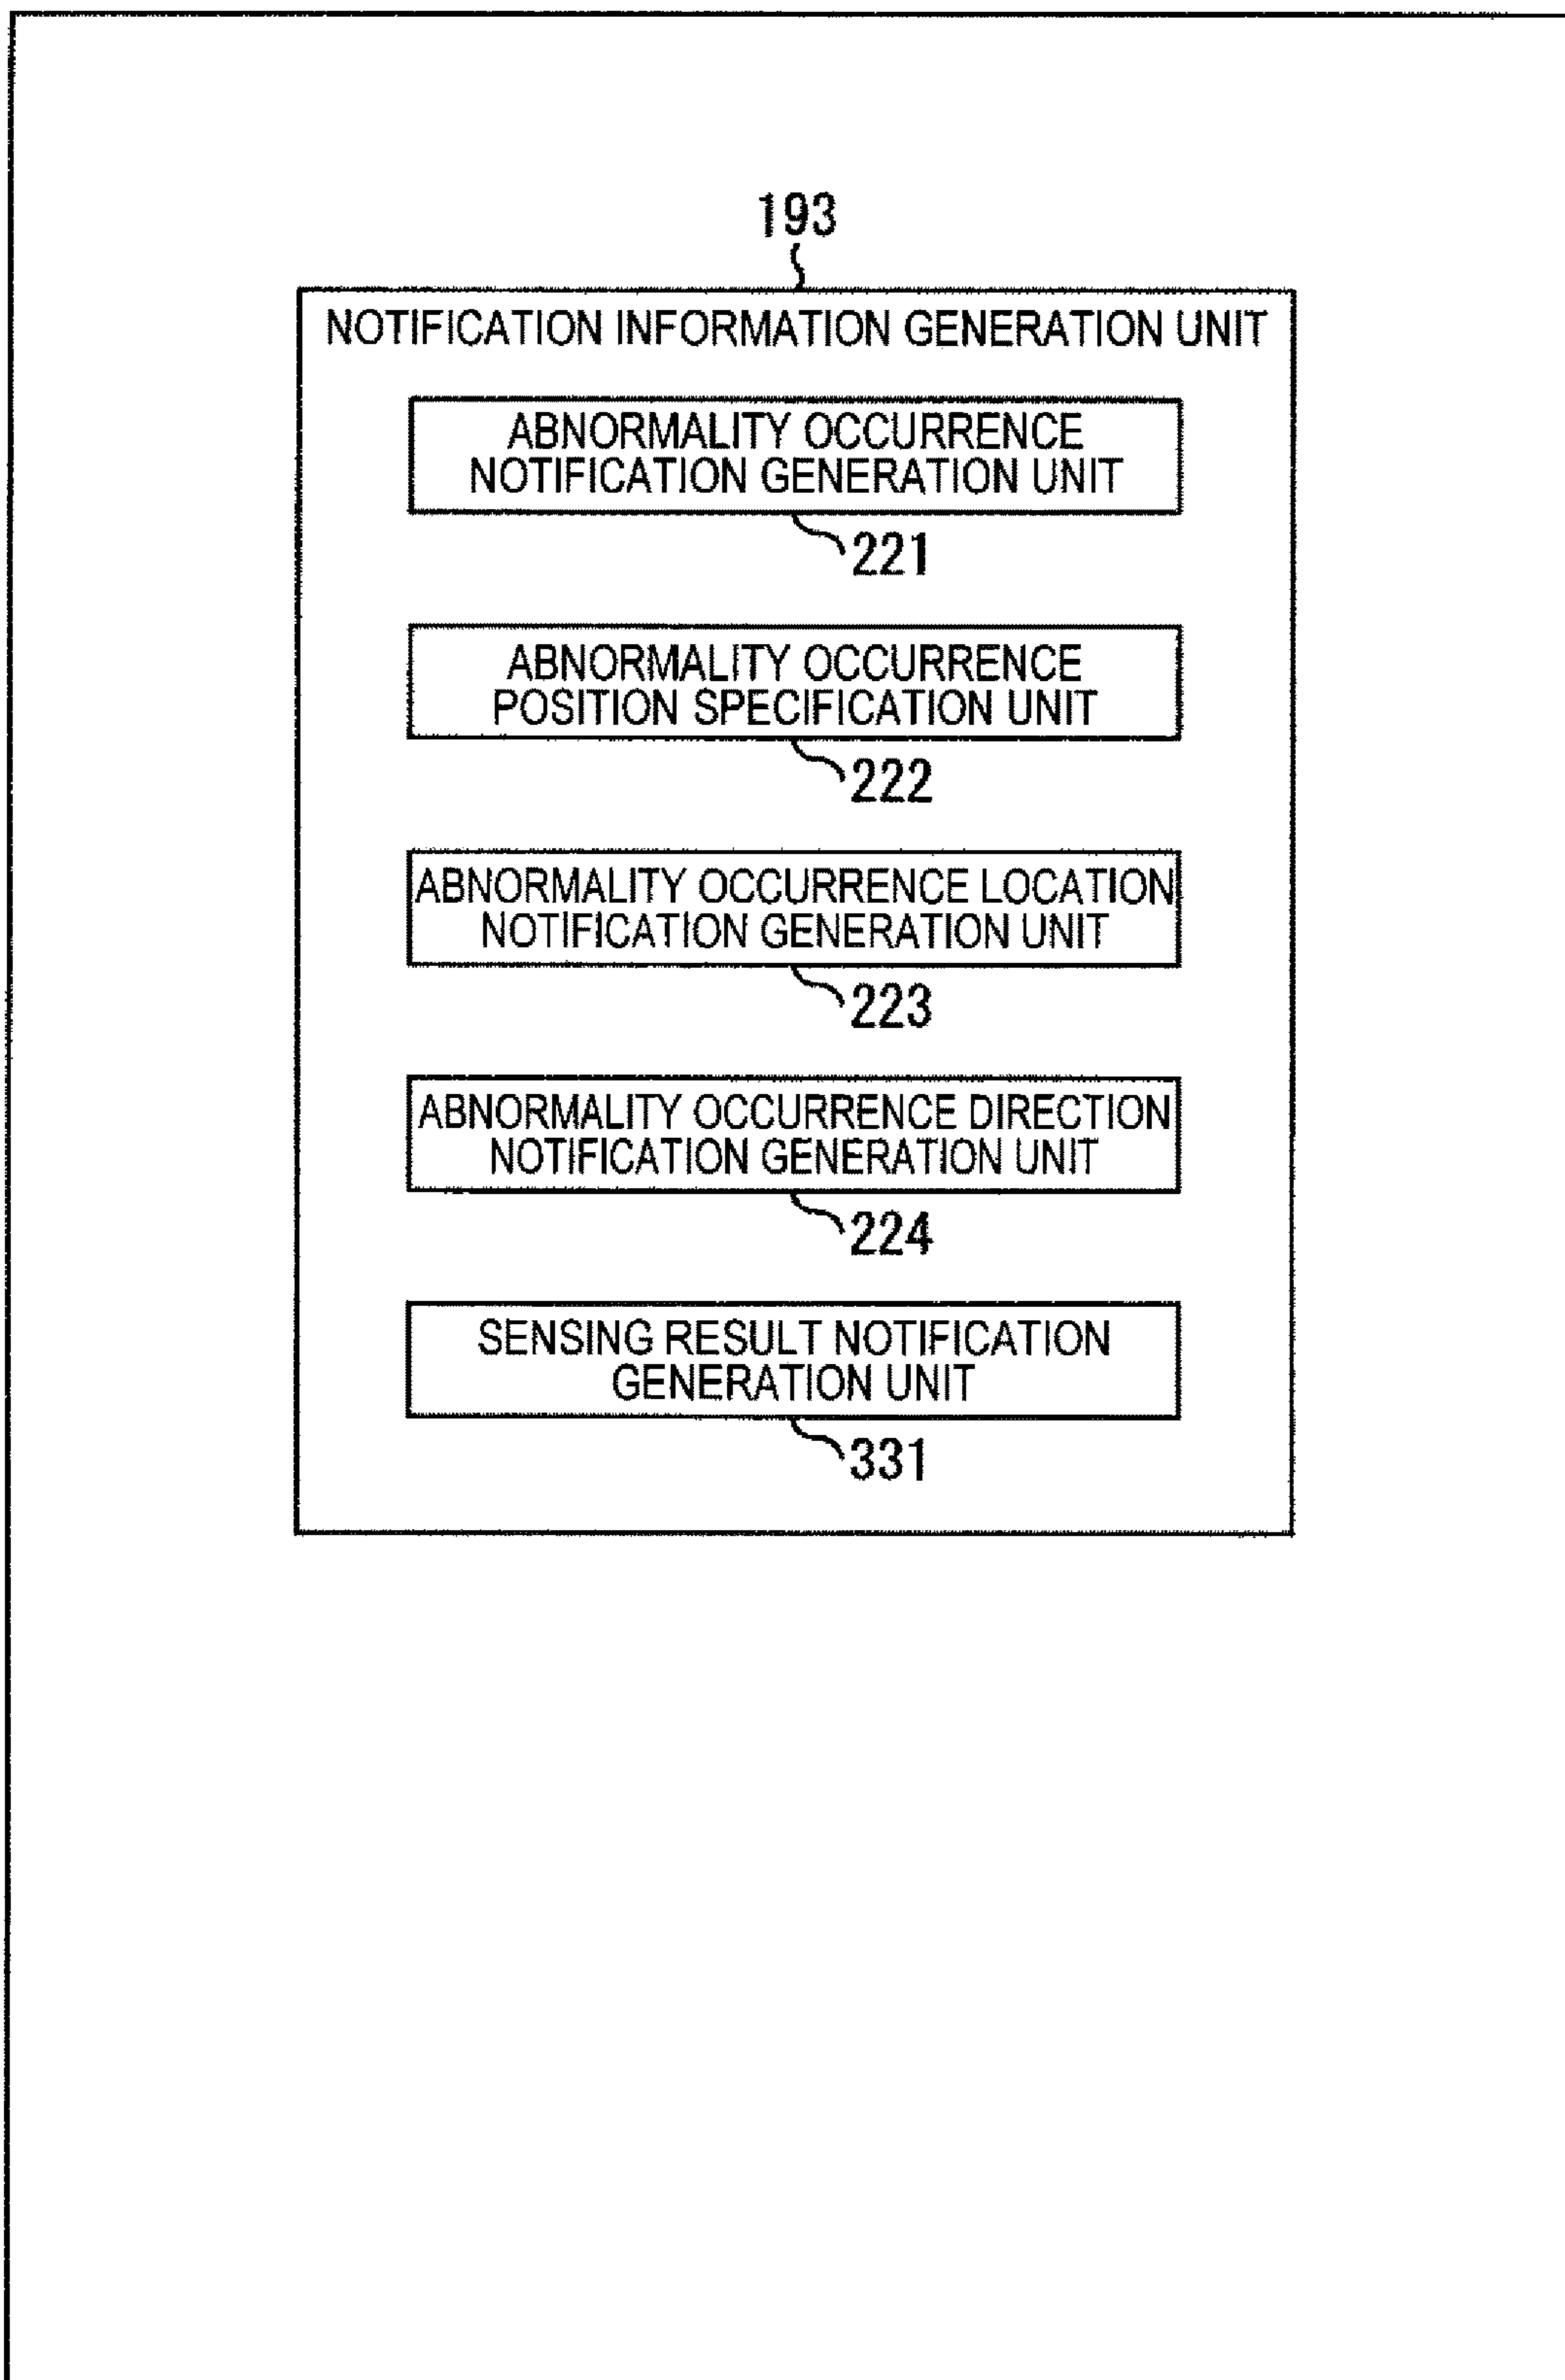 193
NOTIFICATION INFORMATION GENERATION UNIT
ABNORMALITY OCCURRENCE
NOTIFICATION GENERATION UNIT
221
ABNORMALITY OCCURRENCE
POSITION SPECIFICATION UNIT
222
ABNORMALITY OCCURRENCE LOCATION
NOTIFICATION GENERATION UNIT
223
ABNORMALITY OCCURRENCE DIRECTION
NOTIFICATION GENERATION UNIT
224
SENSING RESULT NOTIFICATION
GENERATION UNIT
331